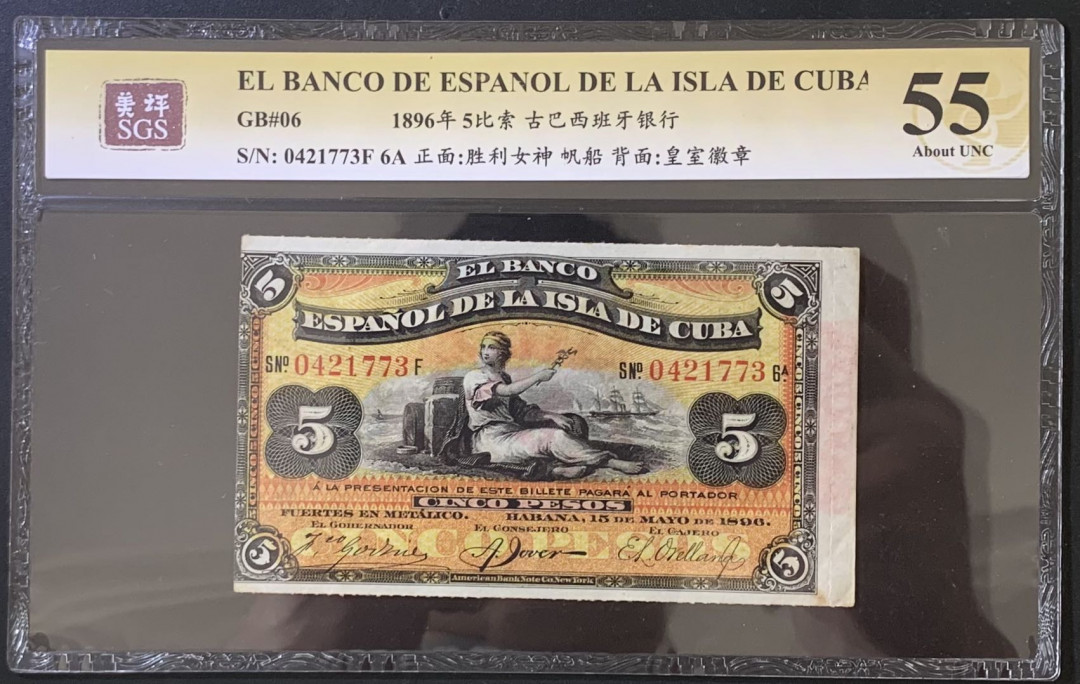 EL BANCO DE ESPANOL DE LA ISLA DE CUBA
美评
SGS
GB#06 1896年 5比索 古巴西班牙银行
55
About UNC
S/N: 0421773F 6A 正面:胜利女神 帆船 背面:皇室徽章
5 EL BANCO 5
ESPAÑOL DE LA ISLA DE CUBA
SNº 0421773 F SNº 0421773 6ª
5 5
Á LA PRESENTACION DE ESTE BILLETE PAGARÁ AL PORTADOR
CINCO PESOS
FUERTES EN METÁLICO. HABANA, 15 DE MAYO DE 1896.
EL GOBERNADOR EL CONSEJERO EL CAJERO
CINCO PESOS
5 American Bank Note Co. New York 5